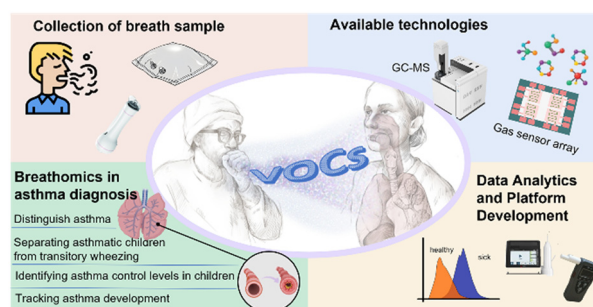 Collection of breath sample
Available technologies
GC-MS
Gas sensor array
VOCs
Breathomics in
asthma diagnosis
Distinguish asthma
Separating asthmatic children
from transitory wheezing
Identifying asthma control levels in children
Tracking asthma development
Data Analytics
and Platform
Development
healthy
sick